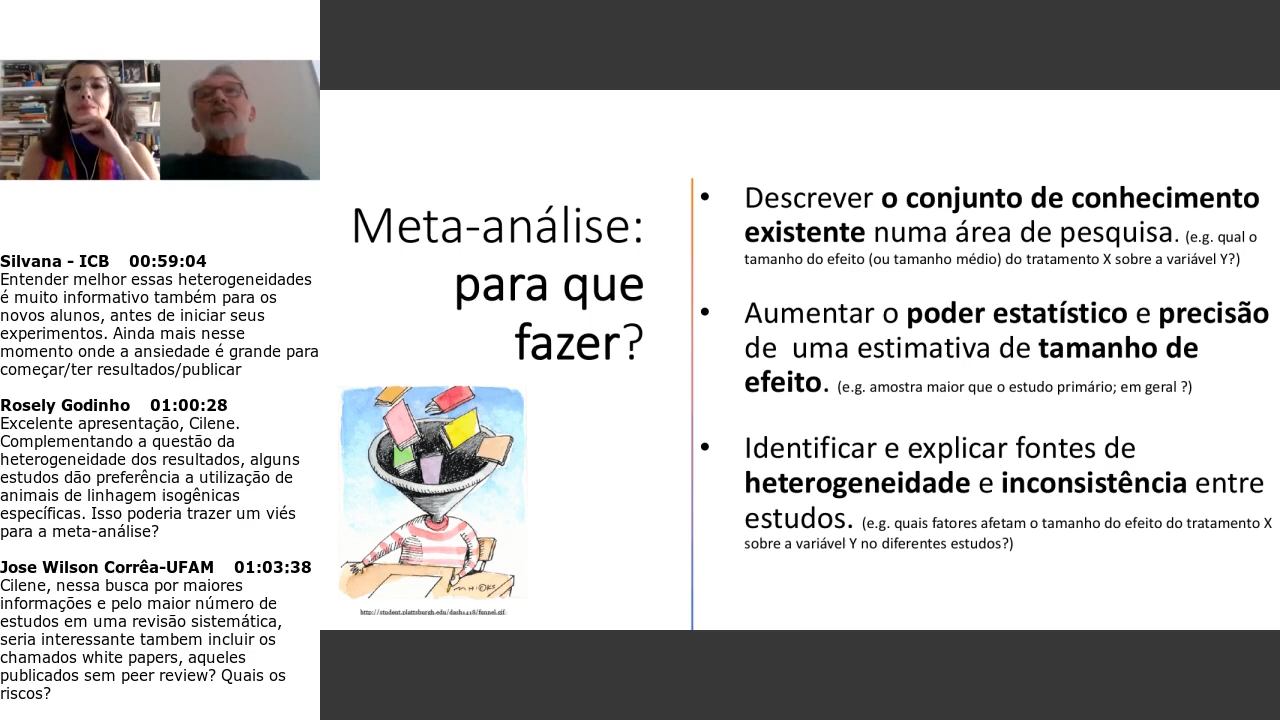 Silvana - ICB 00:59:04
Entender melhor essas heterogeneidades
é muito informativo também para os
novos alunos, antes de iniciar seus
experimentos. Ainda mais nesse
momento onde a ansiedade é grande para
começar/ter resultados/publicar
Rosely Godinho 01:00:28
Excelente apresentação, Cilene.
Complementando a questão da
heterogeneidade dos resultados, alguns
estudos dão preferência a utilização de
animais de linhagem isogênicas
específicas. Isso poderia trazer um viés
para a meta-análise?
Jose Wilson Corrêa-UFAM 01:03:38
Cilene, nessa busca por maiores
informações e pelo maior número de
estudos em uma revisão sistemática,
seria interessante tambem incluir os
chamados white papers, aqueles
publicados sem peer review? Quais os
riscos?
Meta-análise:
para que
fazer?
http://student.plattsburgh.edu/dash1418/funnel.gif
• Descrever o conjunto de conhecimento
existente numa área de pesquisa. (e.g. qual o
tamanho do efeito (ou tamanho médio) do tratamento X sobre a variável Y?)
• Aumentar o poder estatístico e precisão
de uma estimativa de tamanho de
efeito. (e.g. amostra maior que o estudo primário; em geral ?)
• Identificar e explicar fontes de
heterogeneidade e inconsistência entre
estudos. (e.g. quais fatores afetam o tamanho do efeito do tratamento X
sobre a variável Y no diferentes estudos?)